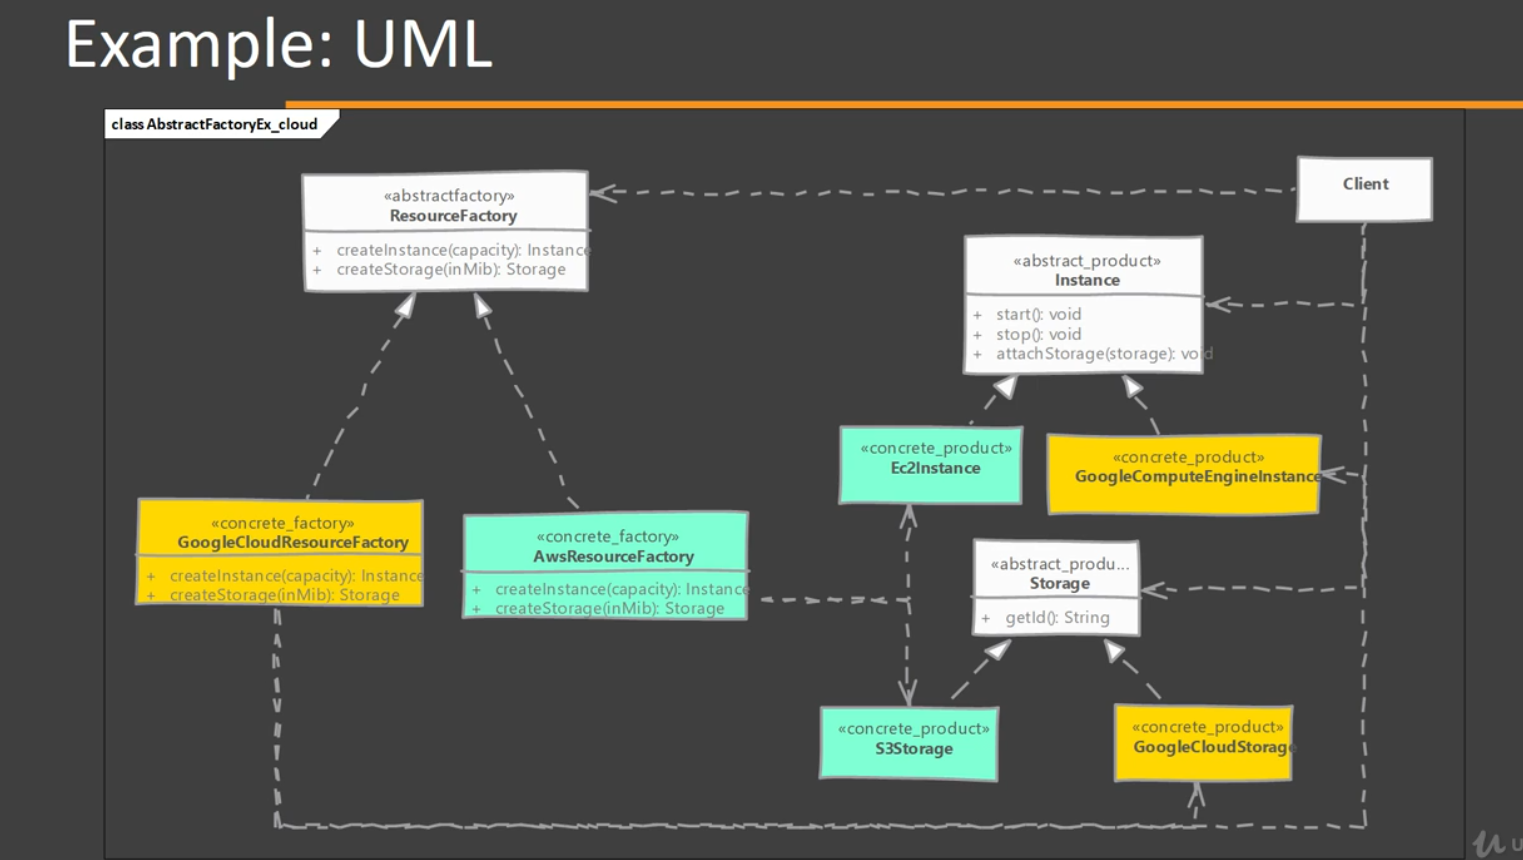 Example: UML
class AbstractFactoryEx_cloud
Client
«abstractfactory»
ResourceFactory
+ createInstance(capacity): Instance
+ createStorage(inMib): Storage
«abstract_product»
Instance
+ start(): void
+ stop(): void
+ attachStorage(storage): void
«concrete_product»
Ec2Instance
«concrete_product»
GoogleComputeEngineInstance
«concrete_factory»
GoogleCloudResourceFactory
+ createInstance(capacity): Instance
+ createStorage(inMib): Storage
«concrete_factory»
AwsResourceFactory
+ createInstance(capacity): Instance
+ createStorage(inMib): Storage
«abstract_produ...
Storage
+ getId(): String
«concrete_product»
S3Storage
«concrete_product»
GoogleCloudStorage